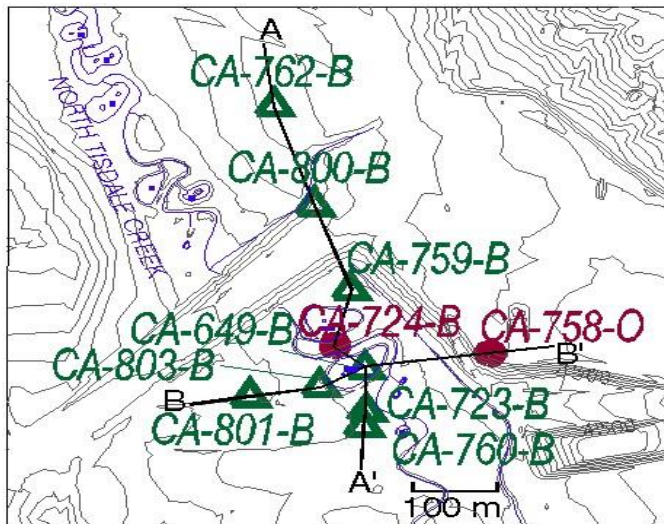 A
CA-762-B
NORTH TISDALE CREEK
CA-800-B
CA-759-B
CA-649-B
CA-724-B
CA-758-O
CA-803-B
B'
B
CA-723-B
CA-801-B
CA-760-B
A'
100 m